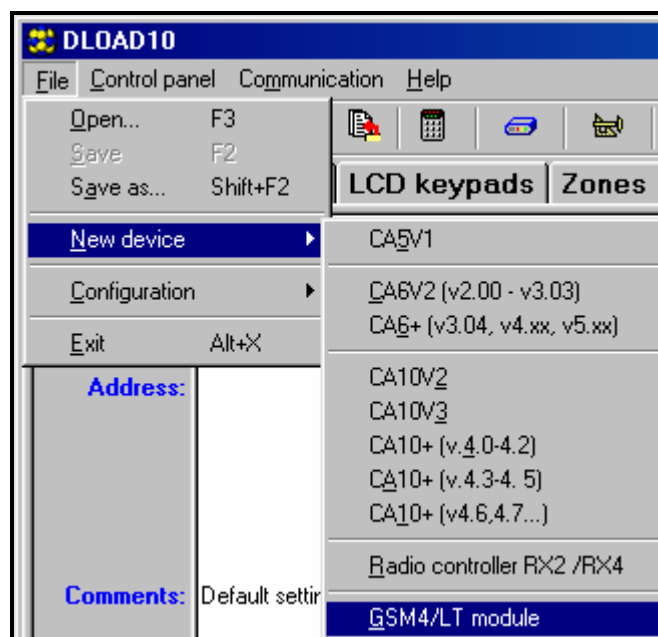 DLOAD10
File Control panel Communication Help
Open... F3
Save F2
Save as... Shift+F2
LCD keypads Zones
New device
CA5V1
Configuration
CA6V2 (v2.00 - v3.03)
CA6+ (v3.04, v4.xx, v5.xx)
Exit Alt+X
Address:
CA10V2
CA10V3
CA10+ (v.4.0-4.2)
CA10+ (v.4.3-4. 5)
CA10+ (v4.6,4.7...)
Radio controller RX2 /RX4
Comments: Default settin
GSM4/LT module